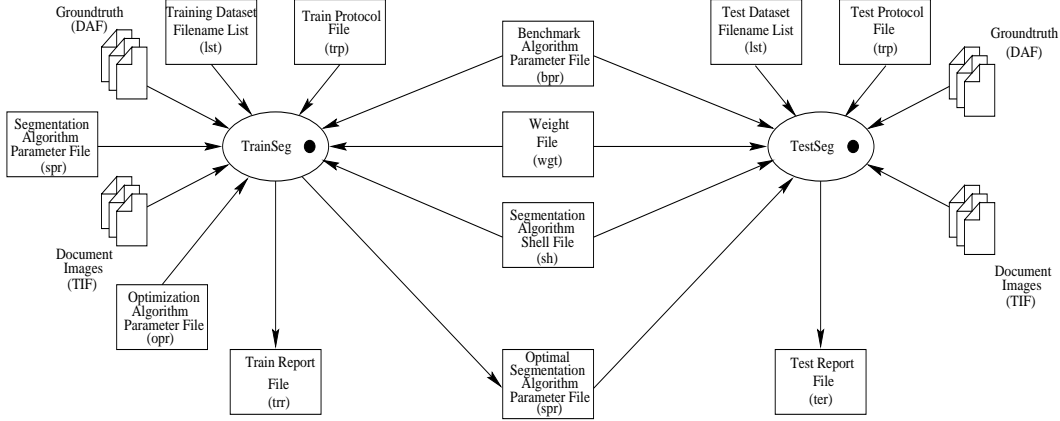 Groundtruth
(DAF)
Training Dataset
Filename List
(lst)
Train Protocol
File
(trp)
Benchmark
Algorithm
Parameter File
(bpr)
Test Dataset
Filename List
(lst)
Test Protocol
File
(trp)
Groundtruth
(DAF)
Segmentation
Algorithm
Parameter File
(spr)
TrainSeg
Weight
File
(wgt)
TestSeg
Document
Images
(TIF)
Segmentation
Algorithm
Shell File
(sh)
Document
Images
(TIF)
Optimization
Algorithm
Parameter File
(opr)
Train Report
File
(trr)
Optimal
Segmentation
Algorithm
Parameter File
(spr)
Test Report
File
(ter)